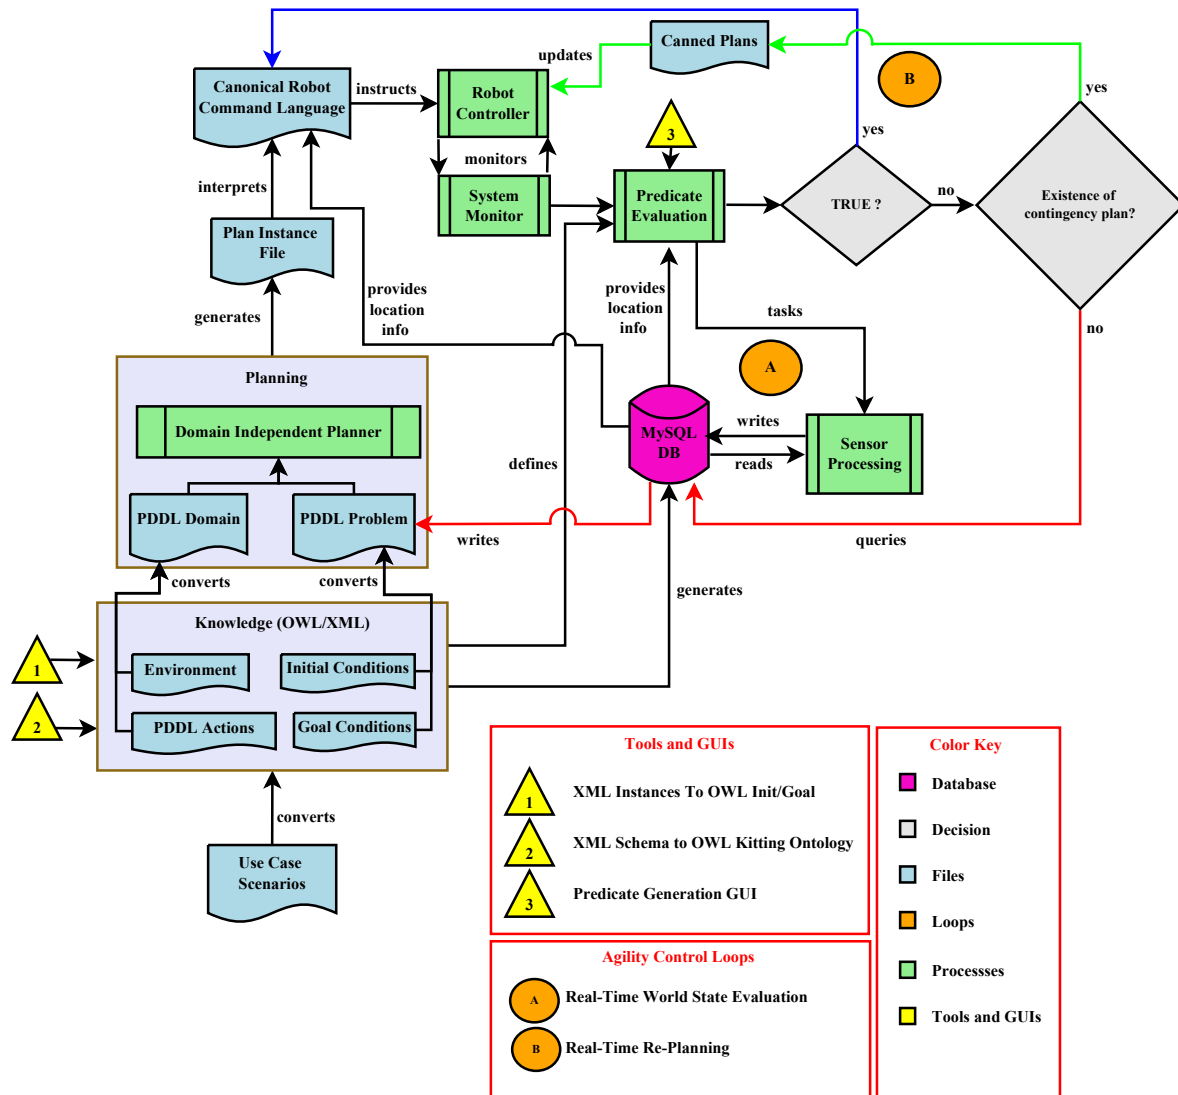 Canned Plans
updates
B
yes
yes
Canonical Robot
Command Language
instructs
Robot
Controller
3
monitors
interprets
System
Monitor
Predicate
Evaluation
TRUE ?
no
Existence of
contingency plan?
Plan Instance
File
provides
location
info
provides
location
info
generates
tasks
no
Planning
A
Domain Independent Planner
MySQL
DB
writes
reads
Sensor
Processing
defines
PDDL Domain
PDDL Problem
writes
queries
converts
converts
generates
Knowledge (OWL/XML)
1
Environment
Initial Conditions
2
PDDL Actions
Goal Conditions
converts
Use Case
Scenarios
Tools and GUIs
1
XML Instances To OWL Init/Goal
2
XML Schema to OWL Kitting Ontology
3
Predicate Generation GUI
Agility Control Loops
A
Real-Time World State Evaluation
B
Real-Time Re-Planning
Color Key
Database
Decision
Files
Loops
Processses
Tools and GUIs